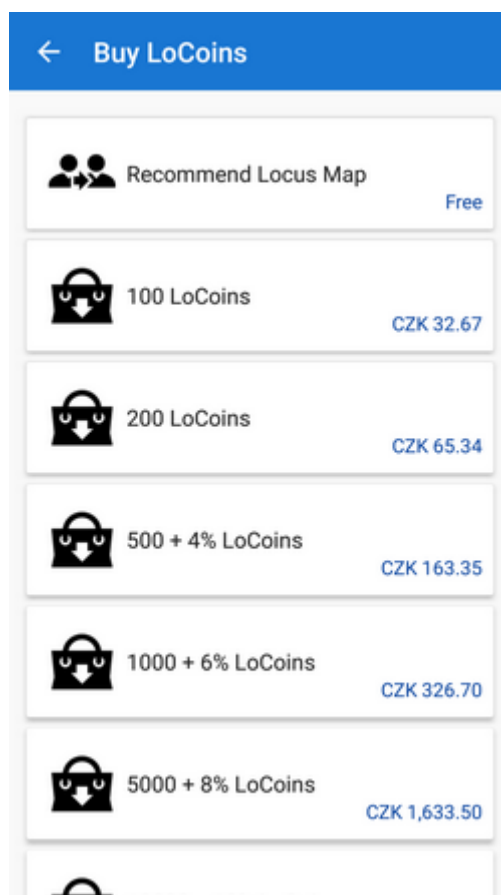 Buy LoCoins
Recommend Locus Map
Free
100 LoCoins
CZK 32.67
200 LoCoins
CZK 65.34
500 + 4% LoCoins
CZK 163.35
1000 + 6% LoCoins
CZK 326.70
5000 + 8% LoCoins
CZK 1,633.50